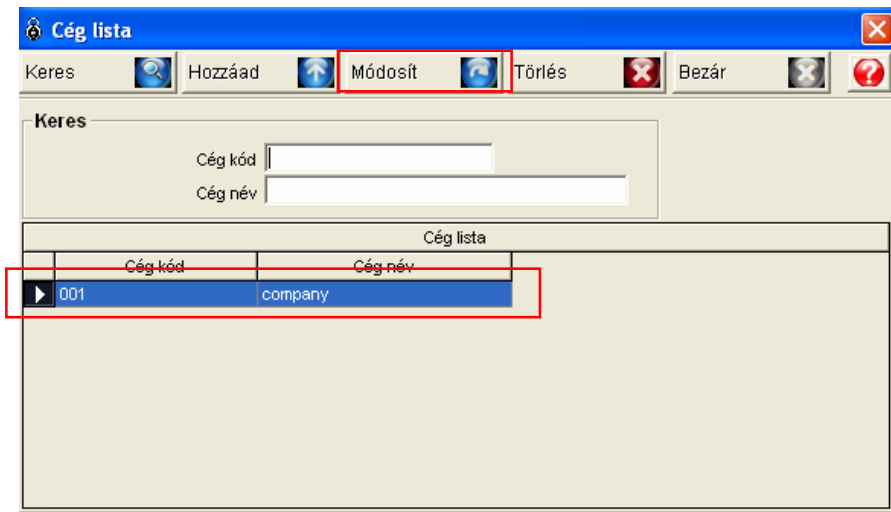 Cég lista
Keres Hozzáad Módosít Törlés Bezár ?
Keres
Cég kód
Cég név
Cég lista
Cég kód Cég név
001 company